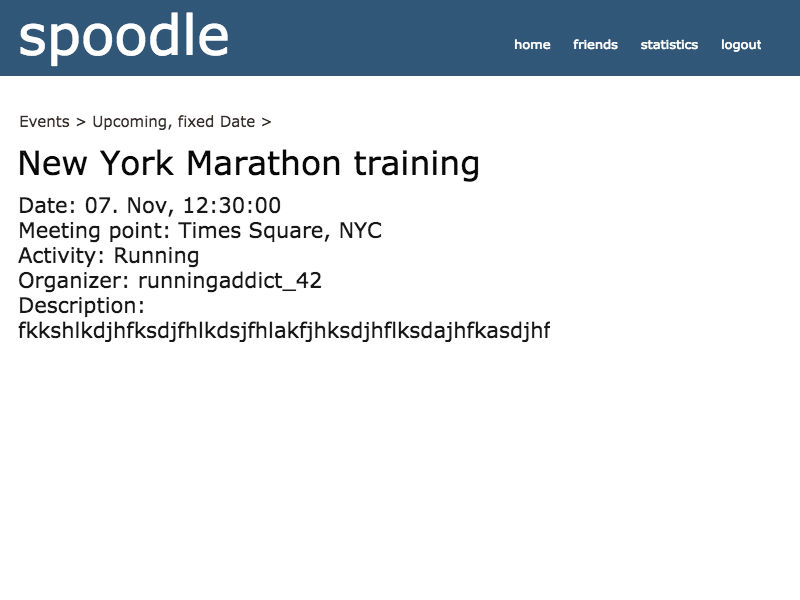 spoodle
home friends statistics logout
Events > Upcoming, fixed Date >
New York Marathon training
Date: 07. Nov, 12:30:00
Meeting point: Times Square, NYC
Activity: Running
Organizer: runningaddict_42
Description:
fkkshlkdjhfksdjfhlkdsjfhlakfjhksdjhflksdajhfkasdjhf